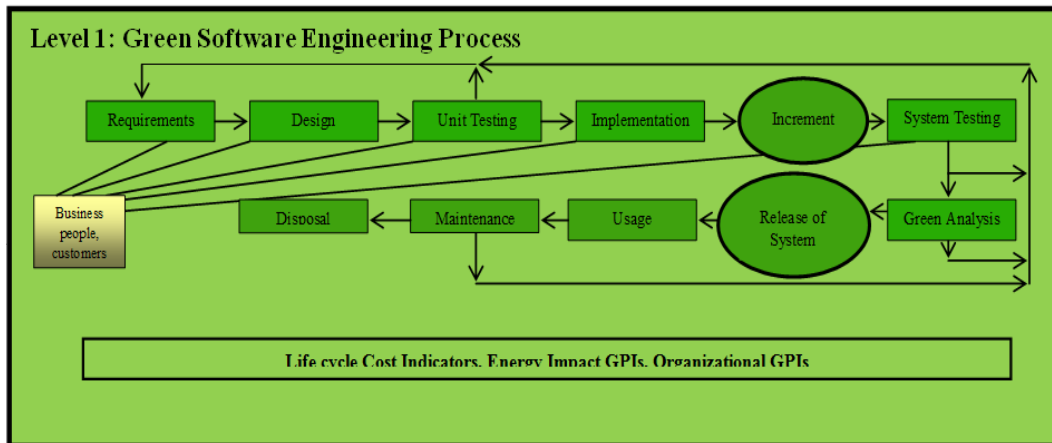 Level 1: Green Software Engineering Process
Requirements
Design
Unit Testing
Implementation
Increment
System Testing
Business
people,
customers
Disposal
Maintenance
Usage
Release of
System
Green Analysis
Life cycle Cost Indicators, Energy Impact GPIs, Organizational GPIs